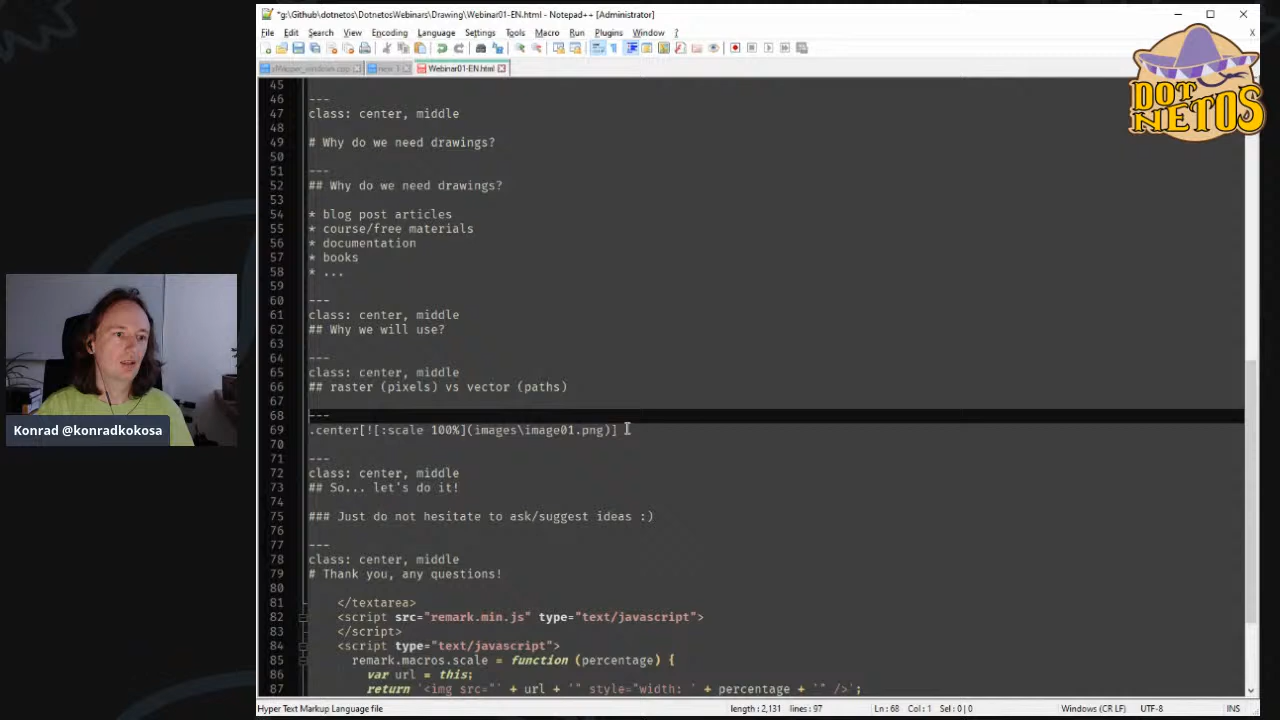 *g:\Github\dotnetos\DotnetosWebinars\Drawing\Webinar01-EN.html - Notepad++ [Administrator]
File Edit Search View Encoding Language Settings Tools Macro Run Plugins Window ?
new 1 Webinar01-EN.html
DOT
NETOS
45
46 ---
47 class: center, middle
48
49 # Why do we need drawings?
50
51 ---
52 ## Why do we need drawings?
53
54 * blog post articles
55 * course/free materials
56 * documentation
57 * books
58 * ...
59
60 ---
61 class: center, middle
62 ## Why we will use?
63
64 ---
65 class: center, middle
66 ## raster (pixels) vs vector (paths)
67
68 ---
69 .center[![:scale 100%](images\image01.png)]
70
71 ---
72 class: center, middle
73 ## So... let's do it!
74
75 ### Just do not hesitate to ask/suggest ideas :)
76
77 ---
78 class: center, middle
79 # Thank you, any questions!
80
81 </textarea>
82 <script src="remark.min.js" type="text/javascript">
83 </script>
84 <script type="text/javascript">
85 remark.macros.scale = function (percentage) {
86 var url = this;
87 return '<img src="' + url + '" style="width: ' + percentage + '" />';
Konrad @konradkokosa
Hyper Text Markup Language file length : 2,131 lines : 97 Ln : 68 Col : 1 Sel : 0 | 0 Windows (CR LF) UTF-8 INS